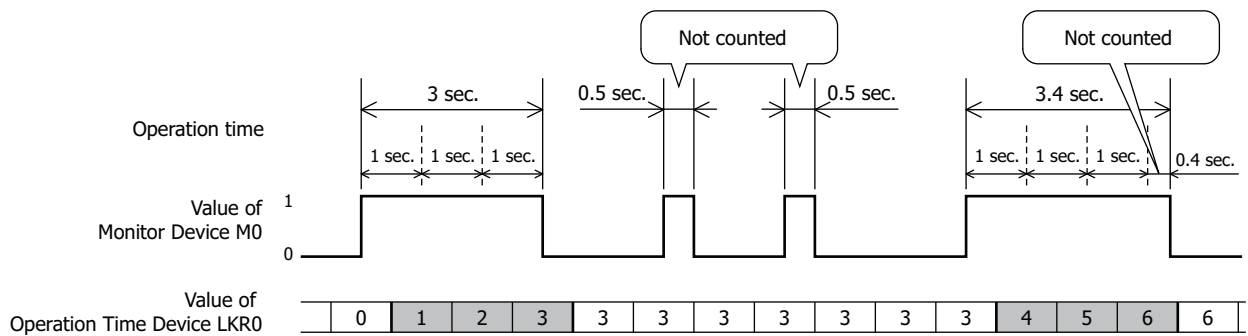 Not counted Not counted
3 sec. 0.5 sec. 0.5 sec. 3.4 sec.
Operation time
1 sec. 1 sec. 1 sec. 1 sec. 1 sec. 1 sec. 0.4 sec.
Value of 1
Monitor Device M0
0
Value of
Operation Time Device LKR0 0 1 2 3 3 3 3 3 3 3 3 4 5 6 6